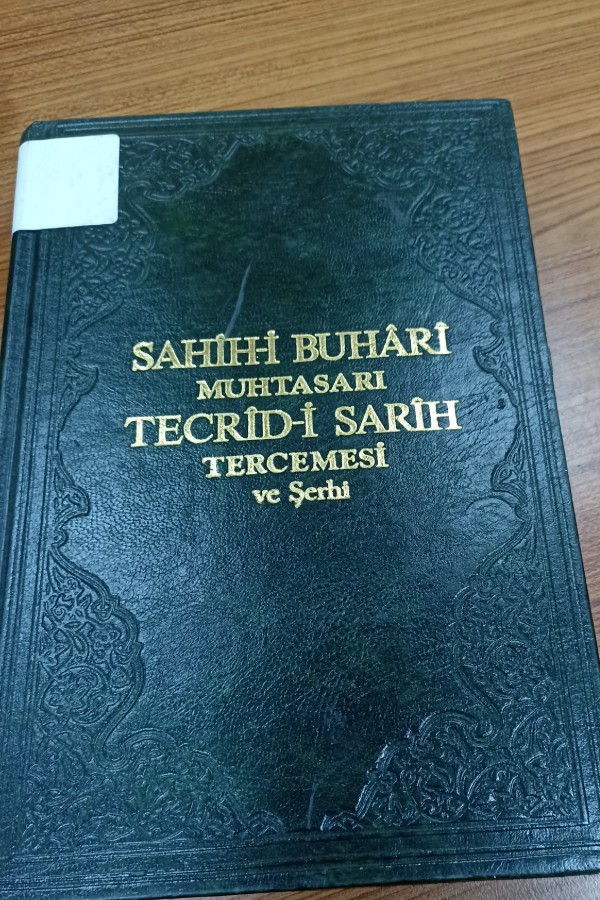 SAHÎH-İ BUHÂRÎ
MUHTASARI
TECRÎD-İ SARÎH
TERCEMESİ
ve Şerhi